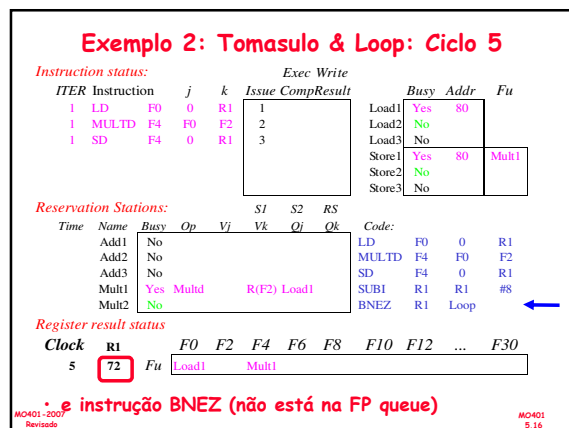 Exemplo 2: Tomasulo & Loop: Ciclo 5
Instruction status: Exec Write
ITER Instruction j k Issue Comp Result Busy Addr Fu
1 LD F0 0 R1 1 Load1 Yes 80
1 MULTD F4 F0 F2 2 Load2 No
1 SD F4 0 R1 3 Load3 No
Store1 Yes 80 Mult1
Store2 No
Store3 No
Reservation Stations: S1 S2 RS
Time Name Busy Op Vj Vk Qj Qk Code:
Add1 No LD F0 0 R1
Add2 No MULTD F4 F0 F2
Add3 No SD F4 0 R1
Mult1 Yes Multd R(F2) Load1 SUBI R1 R1 #8
Mult2 No BNEZ R1 Loop
Register result status
Clock R1 F0 F2 F4 F6 F8 F10 F12 ... F30
5 72 Fu Load1 Mult1
• e instrução BNEZ (não está na FP queue)
MO401-2007
Revisado
MO401
5.16